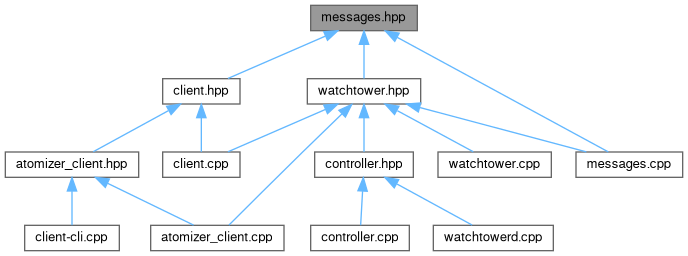 messages.hpp
client.hpp
watchtower.hpp
atomizer_client.hpp
client.cpp
controller.hpp
watchtower.cpp
messages.cpp
client-cli.cpp
atomizer_client.cpp
controller.cpp
watchtowerd.cpp